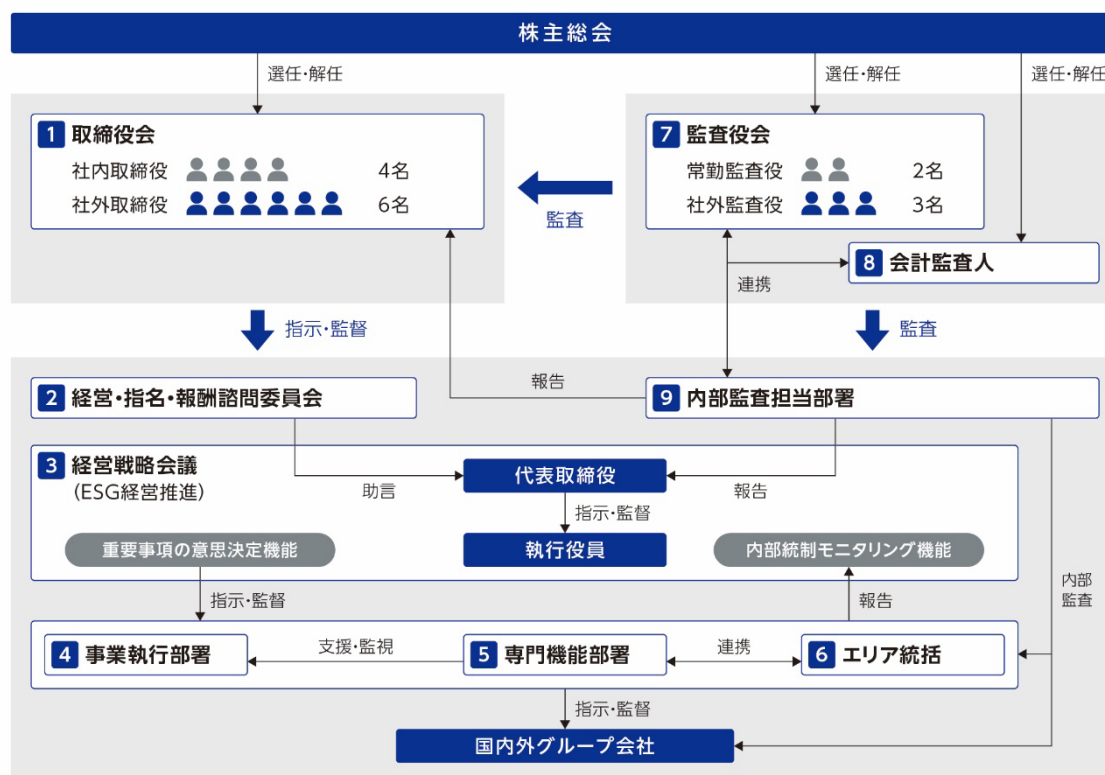 株主総会
選任・解任
選任・解任
選任・解任
1 取締役会
社内取締役 4名
社外取締役 6名
監査
7 監査役会
常勤監査役 2名
社外監査役 3名
8 会計監査人
連携
指示・監督
監査
報告
2 経営・指名・報酬諮問委員会
9 内部監査担当部署
3 経営戦略会議
(ESG経営推進)
助言
代表取締役
報告
指示・監督
執行役員
重要事項の意思決定機能
内部統制モニタリング機能
内部
監査
指示・監督
報告
4 事業執行部署
支援・監視
5 専門機能部署
連携
6 エリア統括
指示・監督
国内外グループ会社